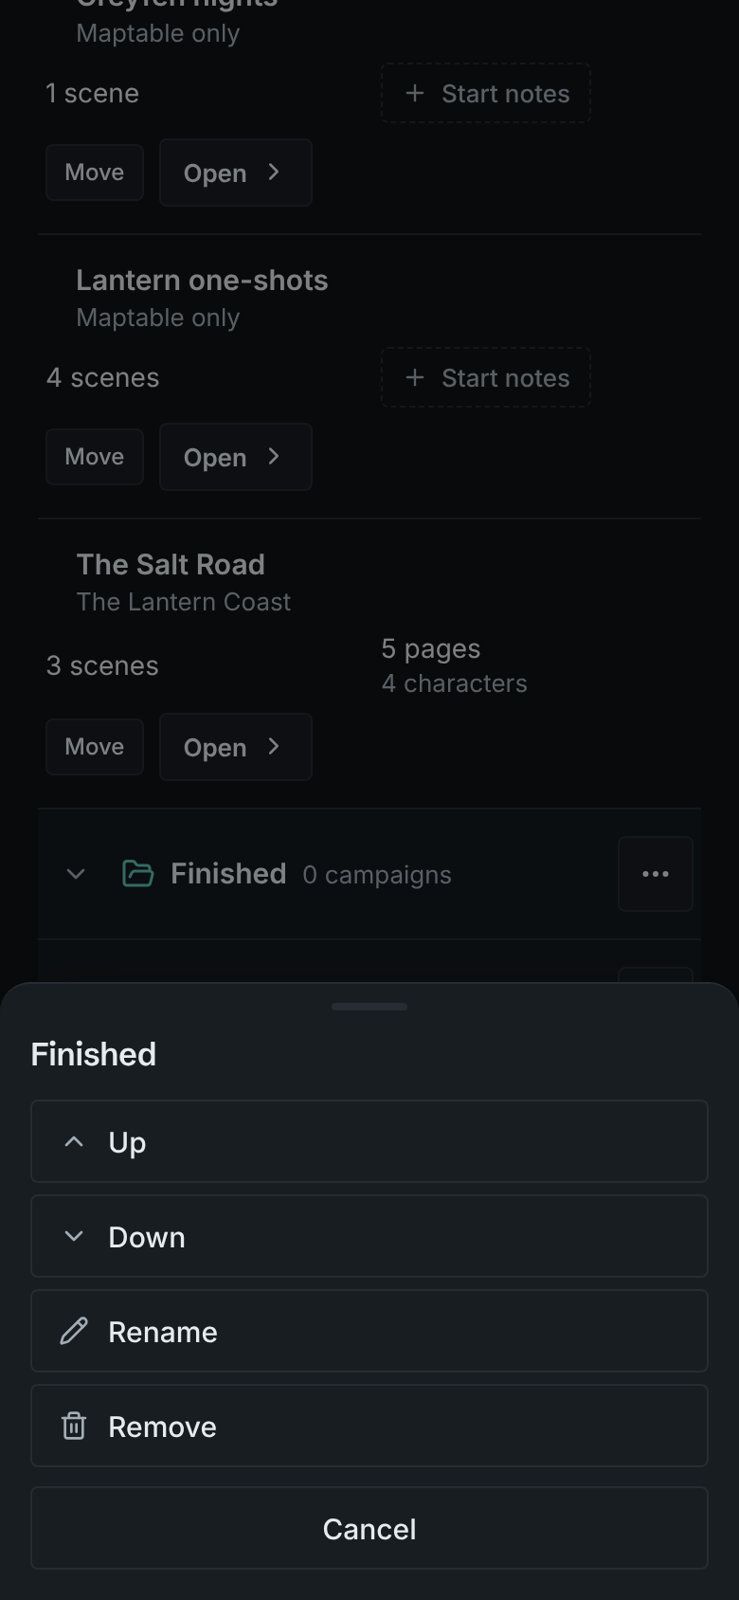 Greyfen nights
Maptable only
1 scene
+ Start notes
Move
Open
Lantern one-shots
Maptable only
4 scenes
+ Start notes
Move
Open
The Salt Road
The Lantern Coast
3 scenes
5 pages
4 characters
Move
Open
Finished 0 campaigns
Finished
Up
Down
Rename
Remove
Cancel